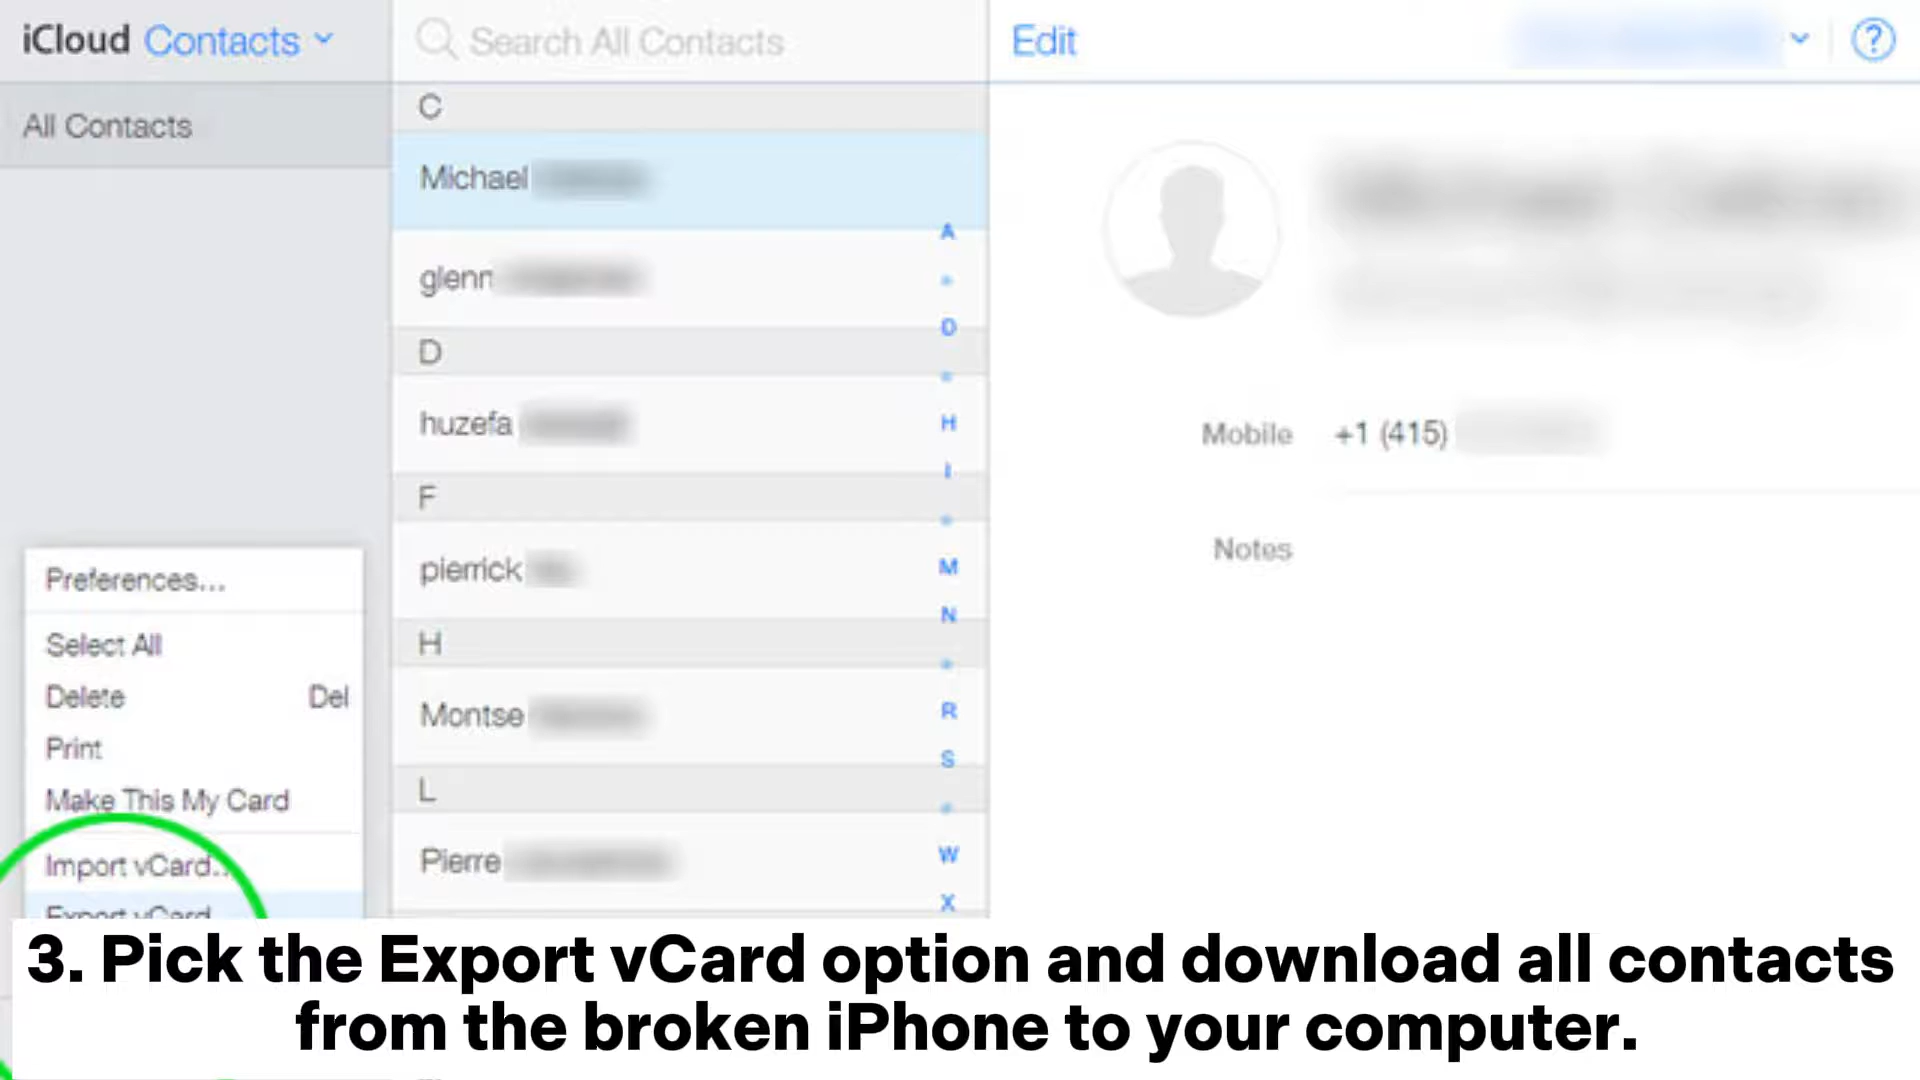 iCloud Contacts
Search All Contacts
Edit
?
All Contacts
C
Michael
glenn
D
huzefa
F
pierrick
H
Montse
L
Pierre
A
D
H
I
M
N
R
S
W
X
Mobile +1 (415)
Notes
Preferences...
Select All
Delete Del
Print
Make This My Card
Import vCard...
Export vCard
3. Pick the Export vCard option and download all contacts
from the broken iPhone to your computer.